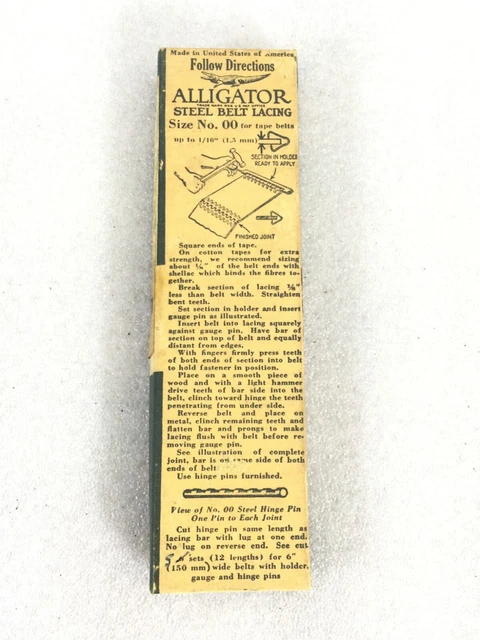 Made in United States of America
Follow Directions
ALLIGATOR
TRADE MARK REG. U.S. PAT. OFFICE
STEEL BELT LACING
Size No. 00 for tape belts
up to 1/16" (1.5 mm)
SECTION IN HOLDER
READY TO APPLY
FINISHED JOINT
Square ends of tape.
On cotton tapes for extra
strength, we recommend sizing
about ¼" of the belt ends with
shellac which binds the fibres to-
gether.
Break section of lacing ⅛"
less than belt width. Straighten
bent teeth.
Set section in holder and insert
gauge pin as illustrated.
Insert belt into lacing squarely
against gauge pin. Have bar of
section on top of belt and equally
distant from edges.
With fingers firmly press teeth
of both ends of section into belt
to hold fastener in position.
Place on a smooth piece of
wood and with a light hammer
drive teeth of bar side into the
belt, clinch toward hinge the teeth
penetrating from under side.
Reverse belt and place on
metal, clinch remaining teeth and
flatten bar and prongs to make
lacing flush with belt before re-
moving gauge pin.
See illustration of complete
joint, bar is on same side of both
ends of belt
Use hinge pins furnished.
View of No. 00 Steel Hinge Pin
One Pin to Each Joint
Cut hinge pin same length as
lacing bar with lug at one end.
No lug on reverse end. See cut.
sets (12 lengths) for 6"
(150 mm) wide belts with holder,
gauge and hinge pins